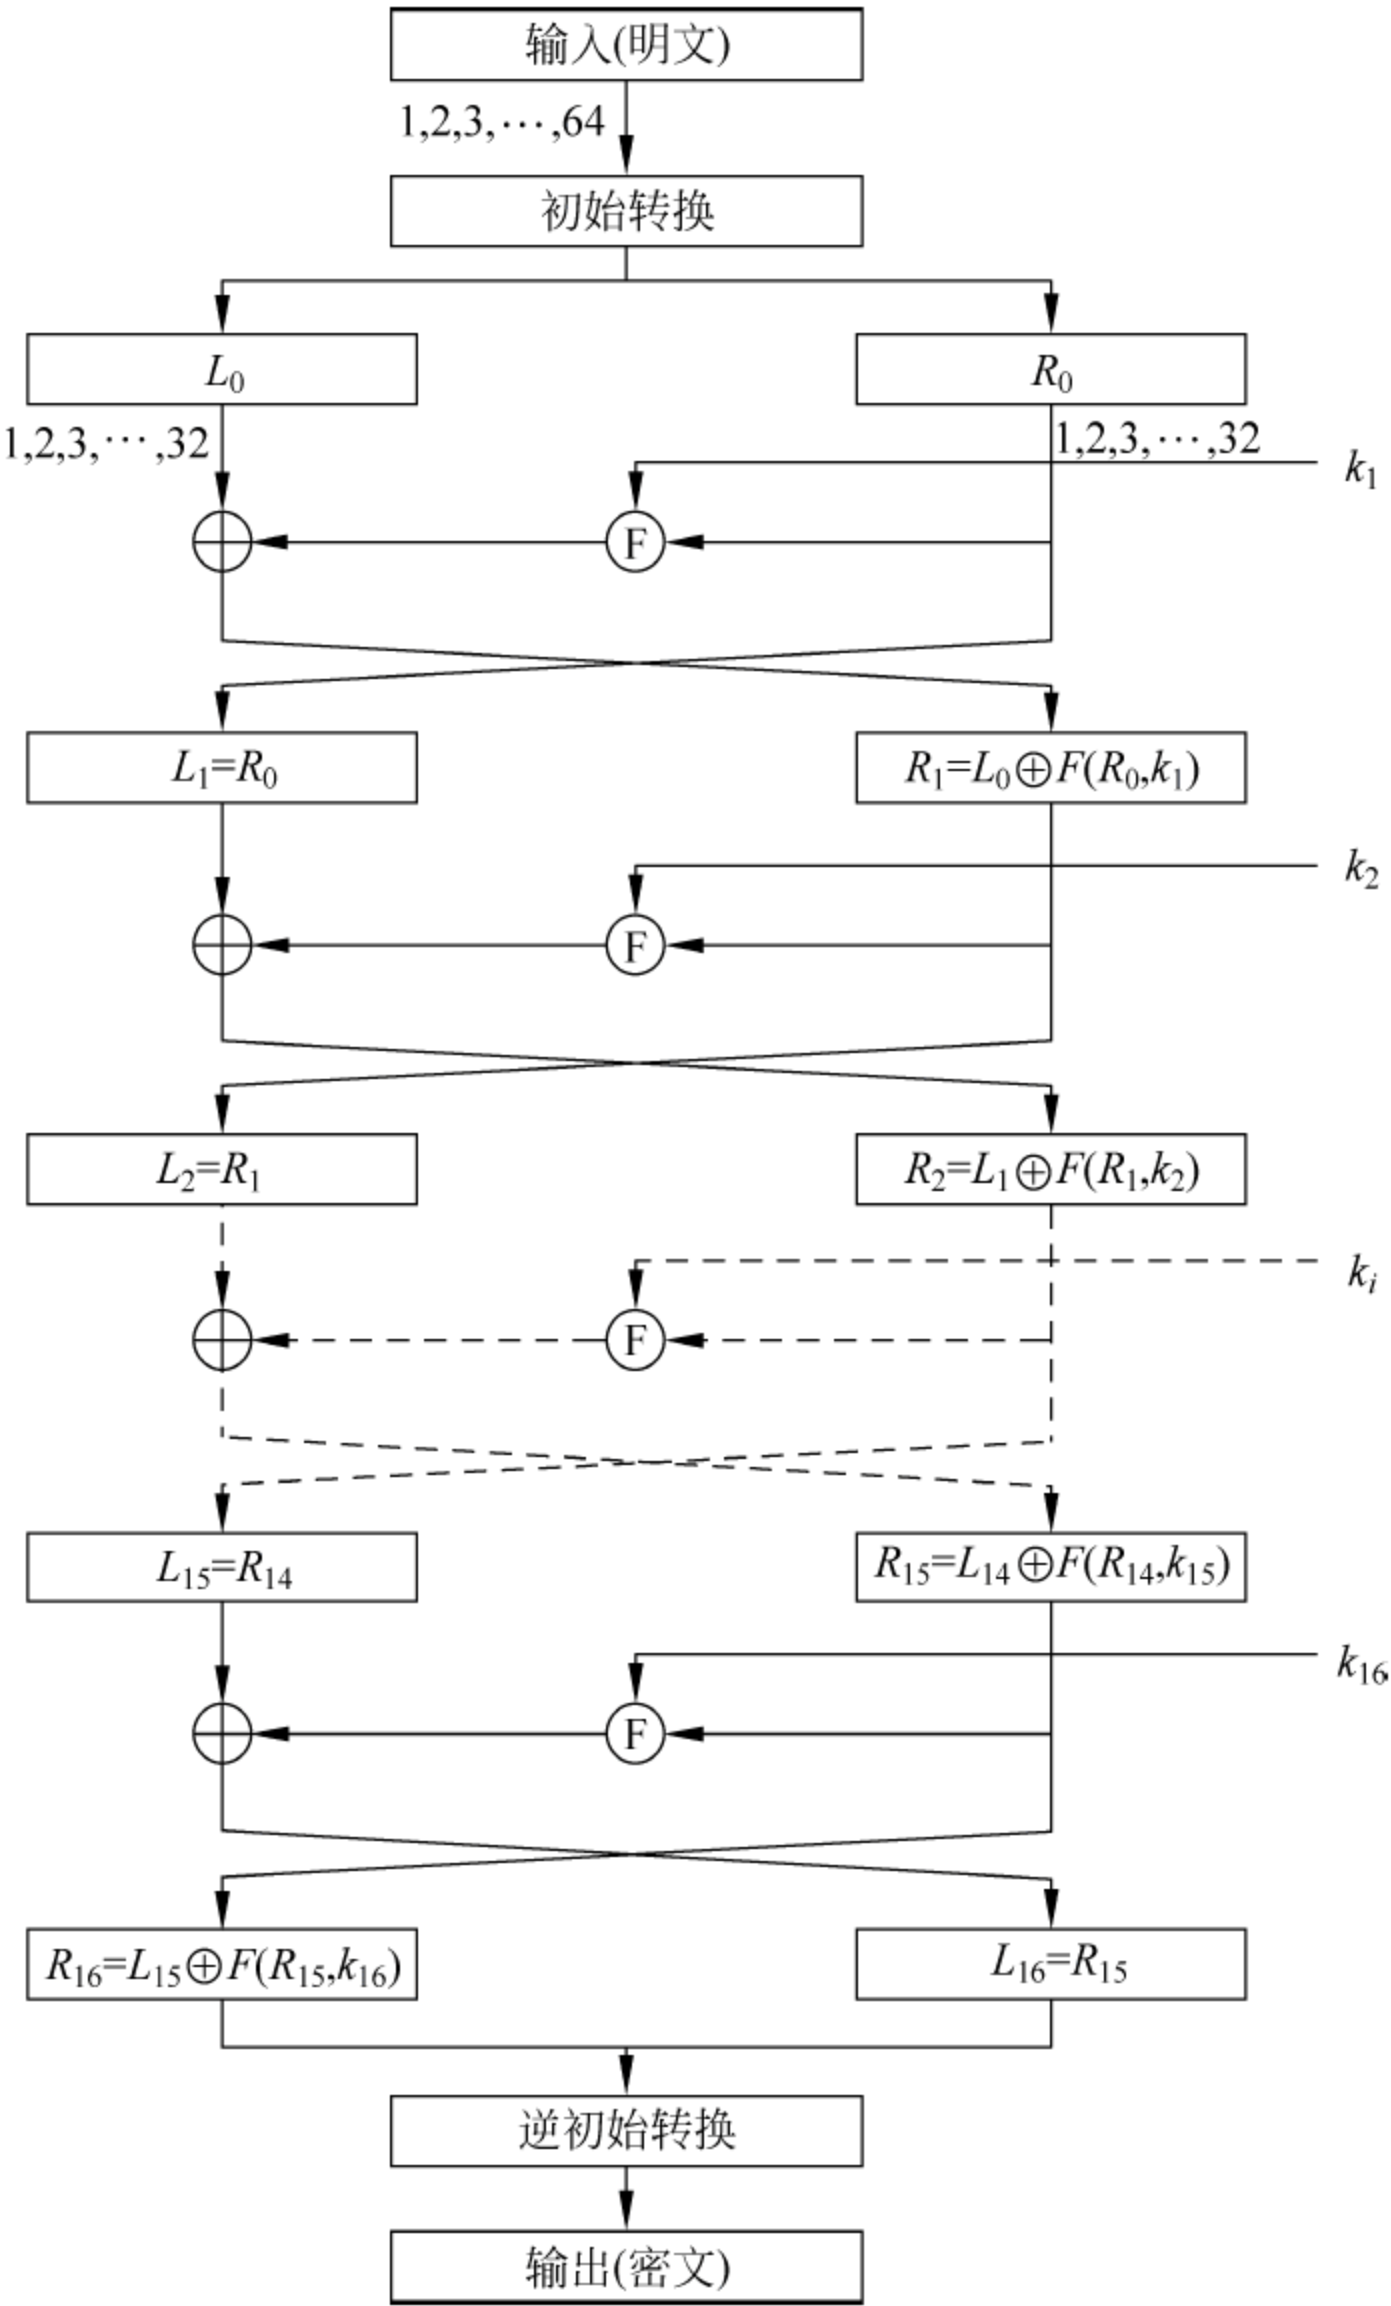 输入(明文)
1,2,3,⋯,64
初始转换
L0
R0
1,2,3,⋯,32
1,2,3,⋯,32
k1
F
L1=R0
R1=L0⊕F(R0,k1)
k2
F
L2=R1
R2=L1⊕F(R1,k2)
ki
F
L15=R14
R15=L14⊕F(R14,k15)
k16
F
R16=L15⊕F(R15,k16)
L16=R15
逆初始转换
输出(密文)